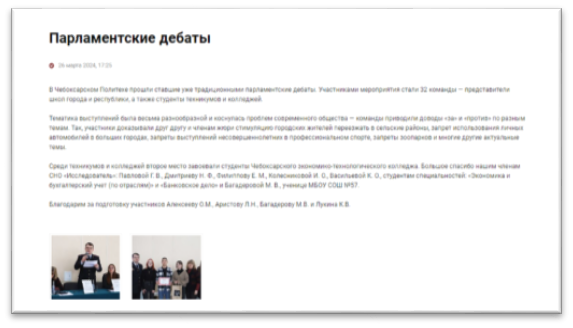 Парламентские дебаты
26 марта 2024, 17:25
В Чебоксарском Политехе прошли ставшие уже традиционными парламентские дебаты. Участниками мероприятия стали 32 команды — представители
школ города и республики, а также студенты техникумов и колледжей.
Тематика выступлений была весьма разнообразной и коснулась проблем современного общества — команды приводили доводы «за» и «против» по разным
темам. Так, участники доказывали друг другу и членам жюри стимуляцию городских жителей переезжать в сельские районы, запрет использования личных
автомобилей в больших городах, запреты выступлений несовершеннолетних в профессиональном спорте, запреты зоопарков и многие другие актуальные
темы.
Среди техникумов и колледжей второе место завоевали студенты Чебоксарского экономико-технологического колледжа. Большое спасибо нашим членам
СНО «Исследователь»: Павловой Г. В., Дмитриеву Н. Ф., Филиппову Е. М., Колесниковой И. О., Васильевой К. О., студентам специальностей: «Экономика и
бухгалтерский учет (по отраслям)» и «Банковское дело» и Багадеровой М. В., ученице МБОУ СОШ №57.
Благодарим за подготовку участников Алексееву О.М., Аристову Л.Н., Багадерову М.В. и Лукина К.В.